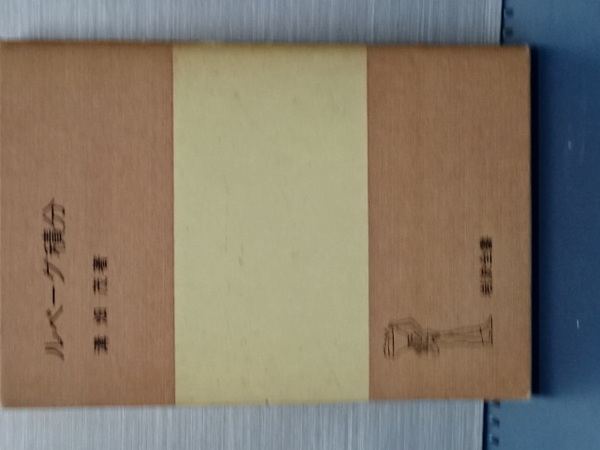 ルベーグ積分
溝畑 茂著
岩波全書